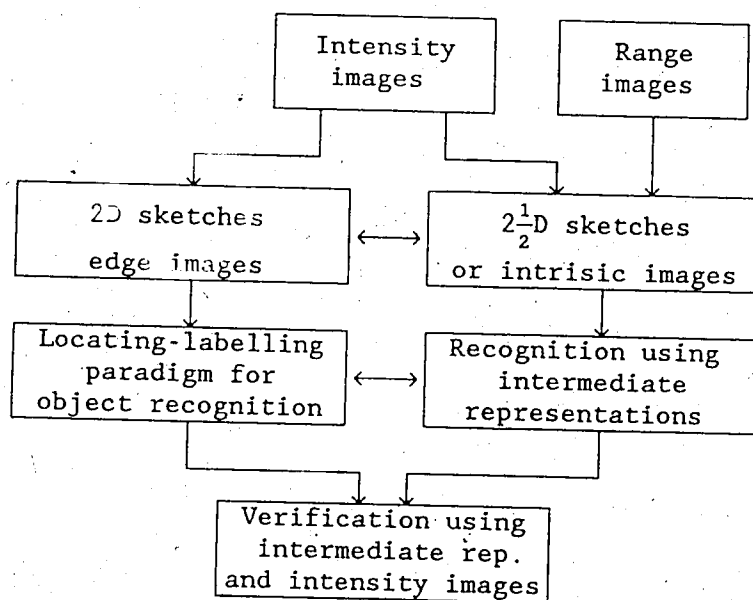 Intensity
images
Range
images
2D sketches
edge images
2½D sketches
or intrisic images
Locating-labelling
paradigm for
object recognition
Recognition using
intermediate
representations
Verification using
intermediate rep.
and intensity images